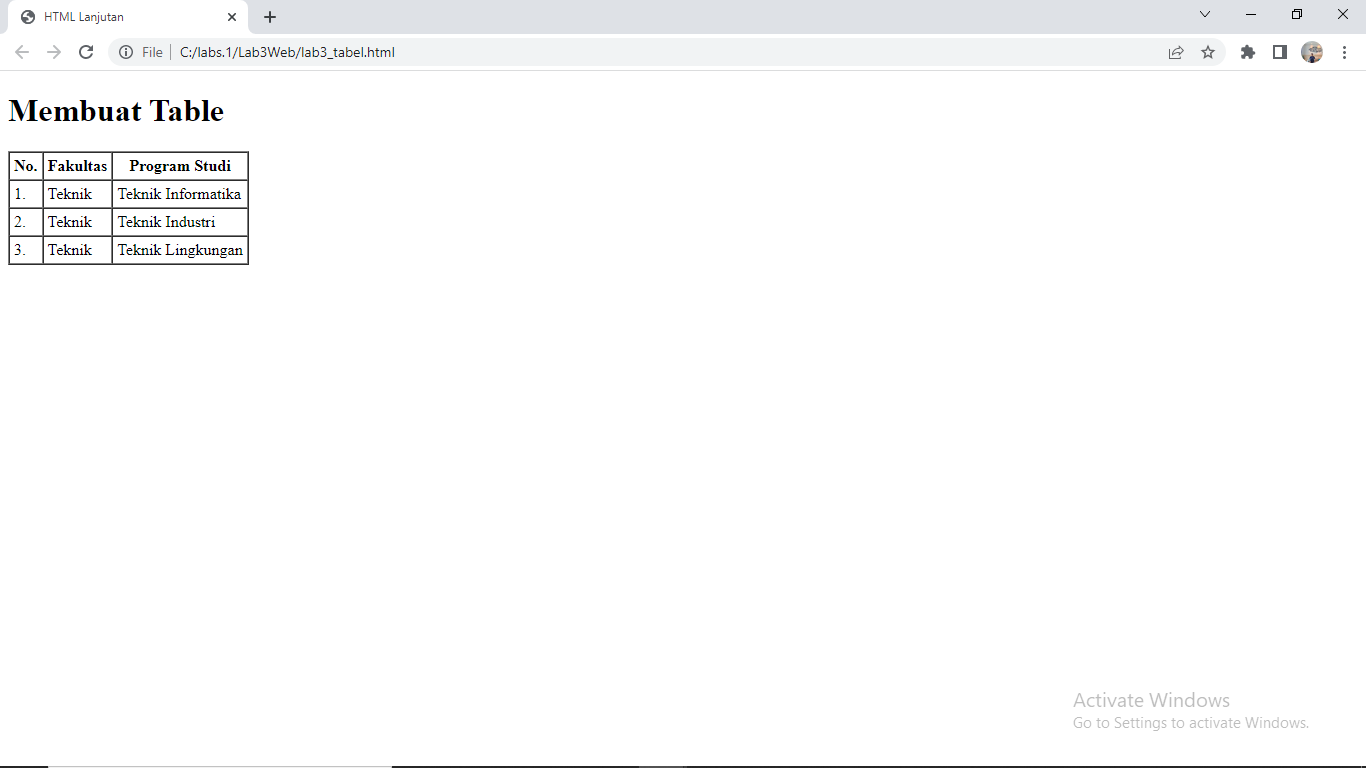 HTML Lanjutan
File C:/labs.1/Lab3Web/lab3_tabel.html
Membuat Table
No. Fakultas Program Studi
1. Teknik Teknik Informatika
2. Teknik Teknik Industri
3. Teknik Teknik Lingkungan
Activate Windows
Go to Settings to activate Windows.